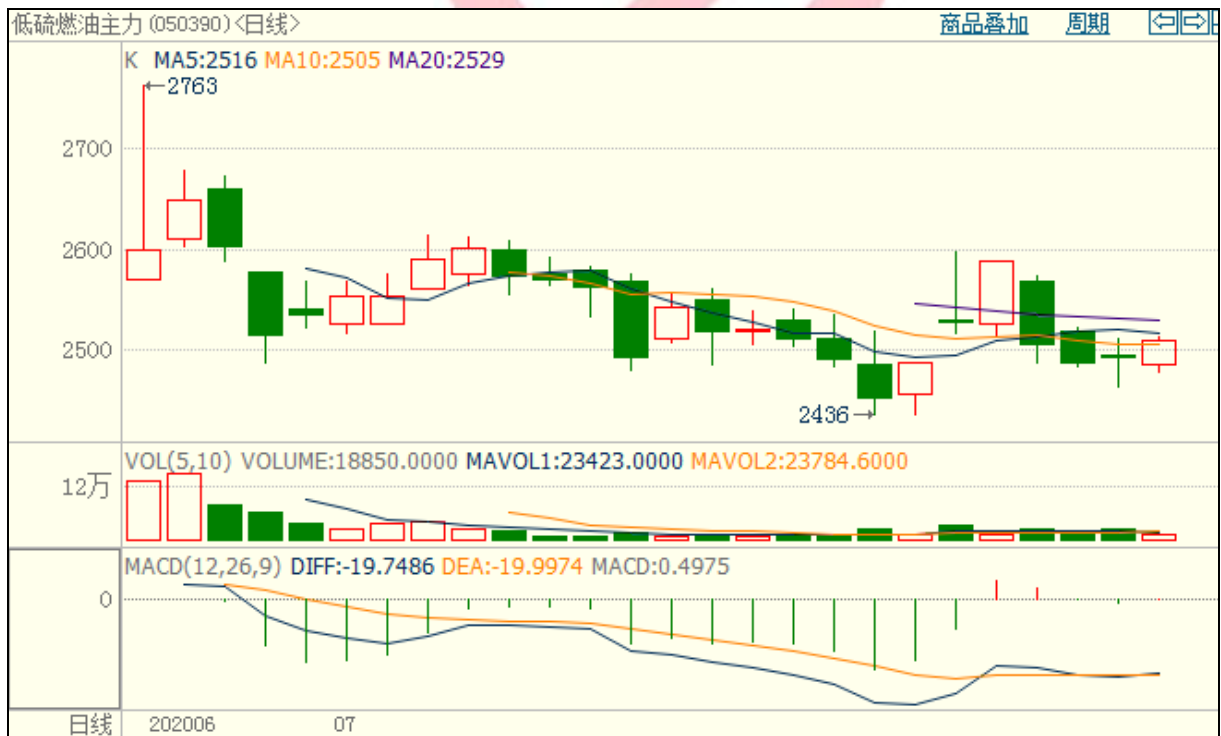 低硫燃油主力 (050390)<日线> 商品叠加 周期
K MA5:2516 MA10:2505 MA20:2529
2763
2700
2600
2500
2436
VOL(5,10) VOLUME:18850.0000 MAVOL1:23423.0000 MAVOL2:23784.6000
12万
MACD(12,26,9) DIFF:-19.7486 DEA:-19.9974 MACD:0.4975
0
日线 202006 07